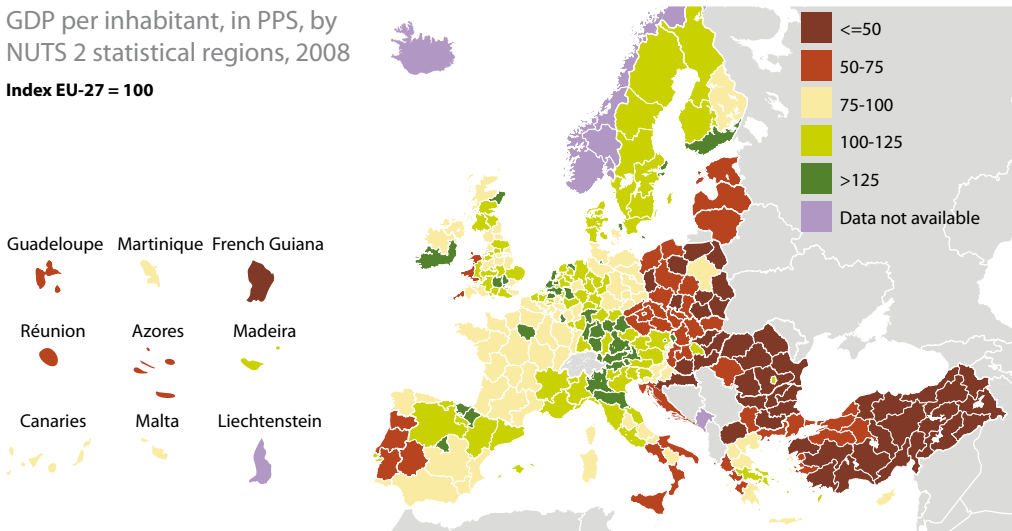 GDP per inhabitant, in PPS, by
NUTS 2 statistical regions, 2008
Index EU-27 = 100
<=50
50-75
75-100
100-125
>125
Data not available
Guadeloupe Martinique French Guiana
Réunion Azores Madeira
Canaries Malta Liechtenstein